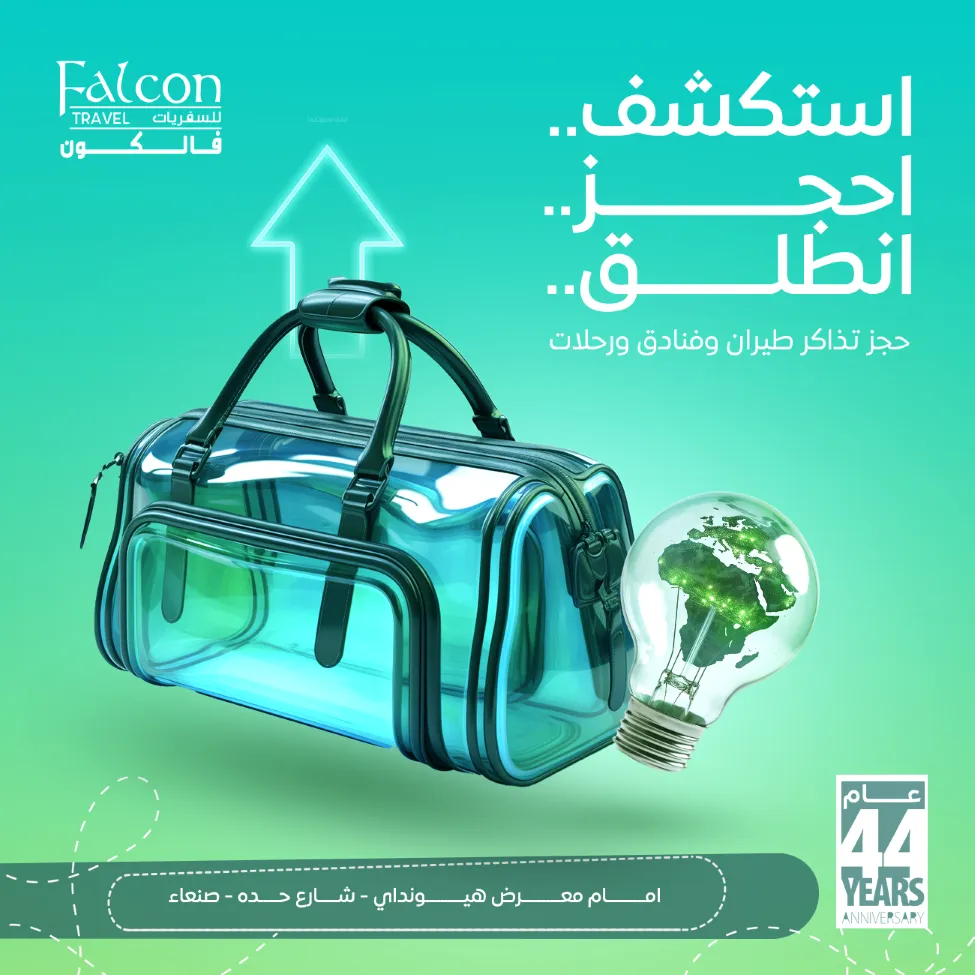 Falcon
TRAVEL للسفريات
فالكون
استكشف..
احجز..
انطلق..
حجز تذاكر طيران وفنادق ورحلات
عام
44
YEARS
ANNIVERSARY
امام معرض هيونداي - شارع حده - صنعاء